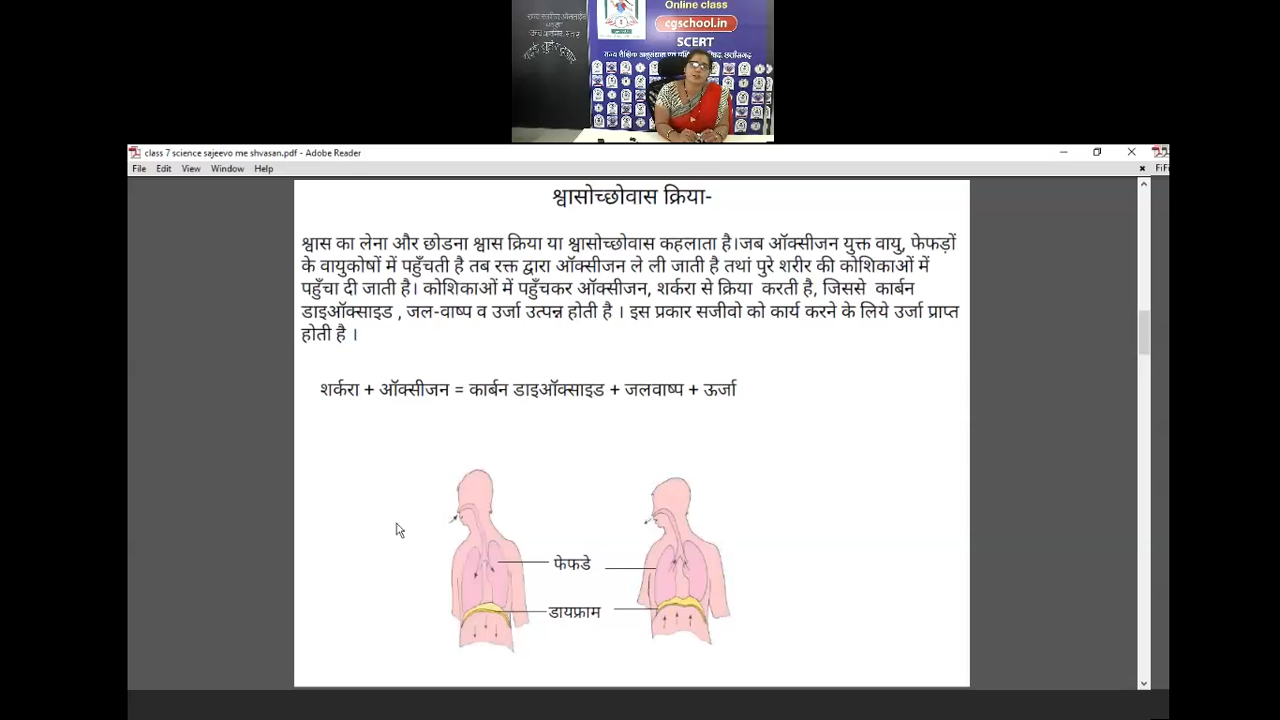 Online class
cgschool.in
SCERT
class 7 science sajeevo me shvasan.pdf - Adobe Reader
File Edit View Window Help
श्वासोच्छोवास क्रिया-
श्वास का लेना और छोडना श्वास क्रिया या श्वासोच्छोवास कहलाता है।जब ऑक्सीजन युक्त वायु, फेफड़ों
के वायुकोषों में पहुँचती है तब रक्त द्वारा ऑक्सीजन ले ली जाती है तथां पुरे शरीर की कोशिकाओं में
पहुँचा दी जाती है। कोशिकाओं में पहुँचकर ऑक्सीजन, शर्करा से क्रिया करती है, जिससे कार्बन
डाइऑक्साइड , जल-वाष्प व उर्जा उत्पन्न होती है । इस प्रकार सजीवो को कार्य करने के लिये उर्जा प्राप्त
होती है ।
शर्करा + ऑक्सीजन = कार्बन डाइऑक्साइड + जलवाष्प + ऊर्जा
फेफडे
डायफ्राम